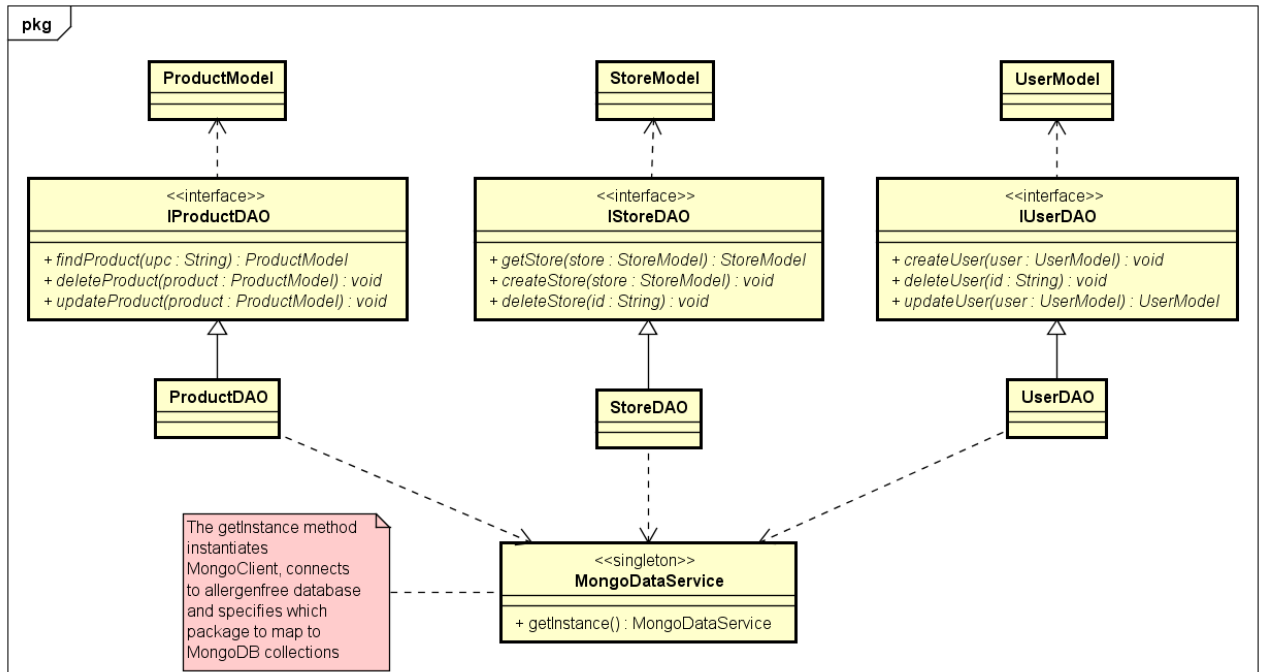 pkg
ProductModel
StoreModel
UserModel
<<interface>>
IProductDAO
+ findProduct(upc : String) : ProductModel
+ deleteProduct(product : ProductModel) : void
+ updateProduct(product : ProductModel) : void
<<interface>>
IStoreDAO
+ getStore(store : StoreModel) : StoreModel
+ createStore(store : StoreModel) : void
+ deleteStore(id : String) : void
<<interface>>
IUserDAO
+ createUser(user : UserModel) : void
+ deleteUser(id : String) : void
+ updateUser(user : UserModel) : UserModel
ProductDAO
StoreDAO
UserDAO
The getInstance method
instantiates
MongoClient, connects
to allergenfree database
and specifies which
package to map to
MongoDB collections
<<singleton>>
MongoDataService
+ getInstance() : MongoDataService